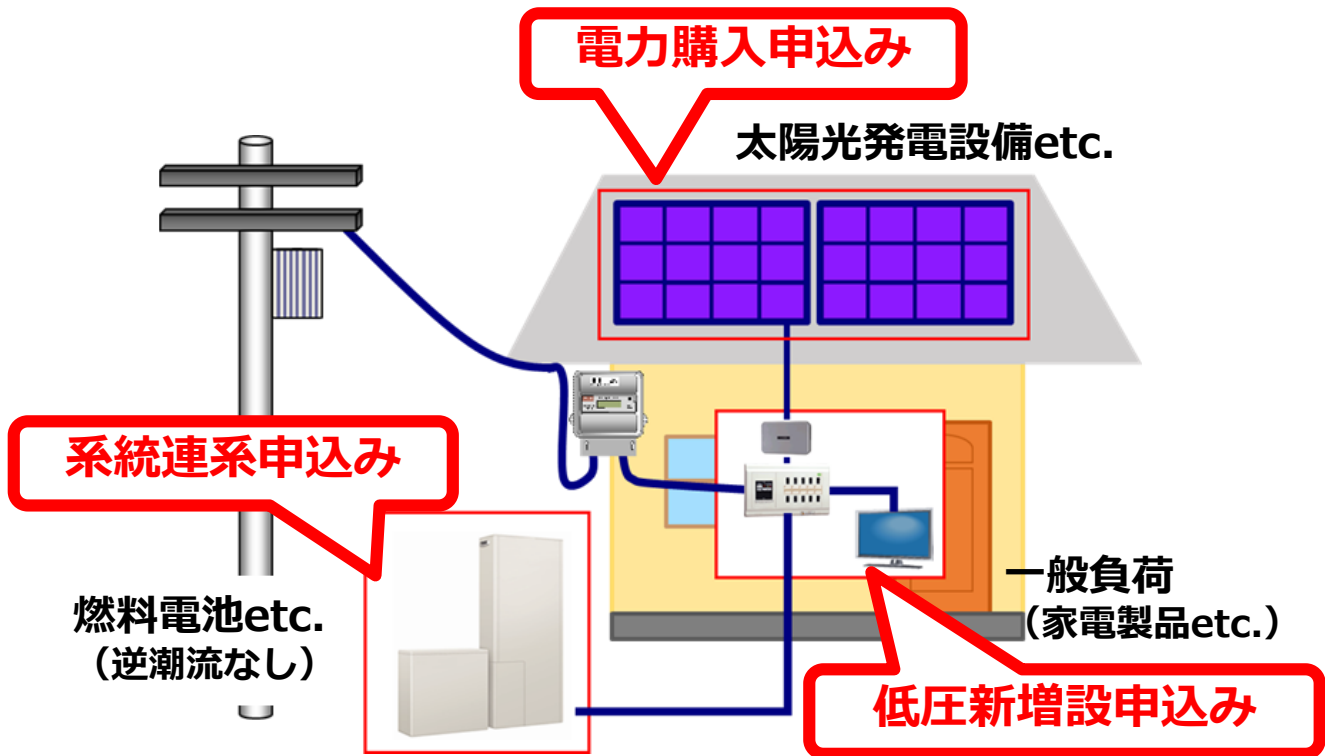 電力購入申込み
太陽光発電設備etc.
系統連系申込み
燃料電池etc.
（逆潮流なし）
一般負荷
（家電製品etc.）
低圧新増設申込み